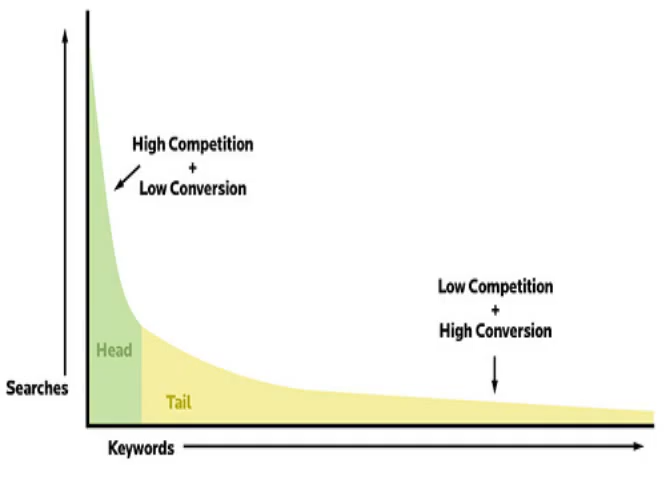 High Competition
+
Low Conversion
Low Competition
+
High Conversion
Head
Tail
Searches
Keywords